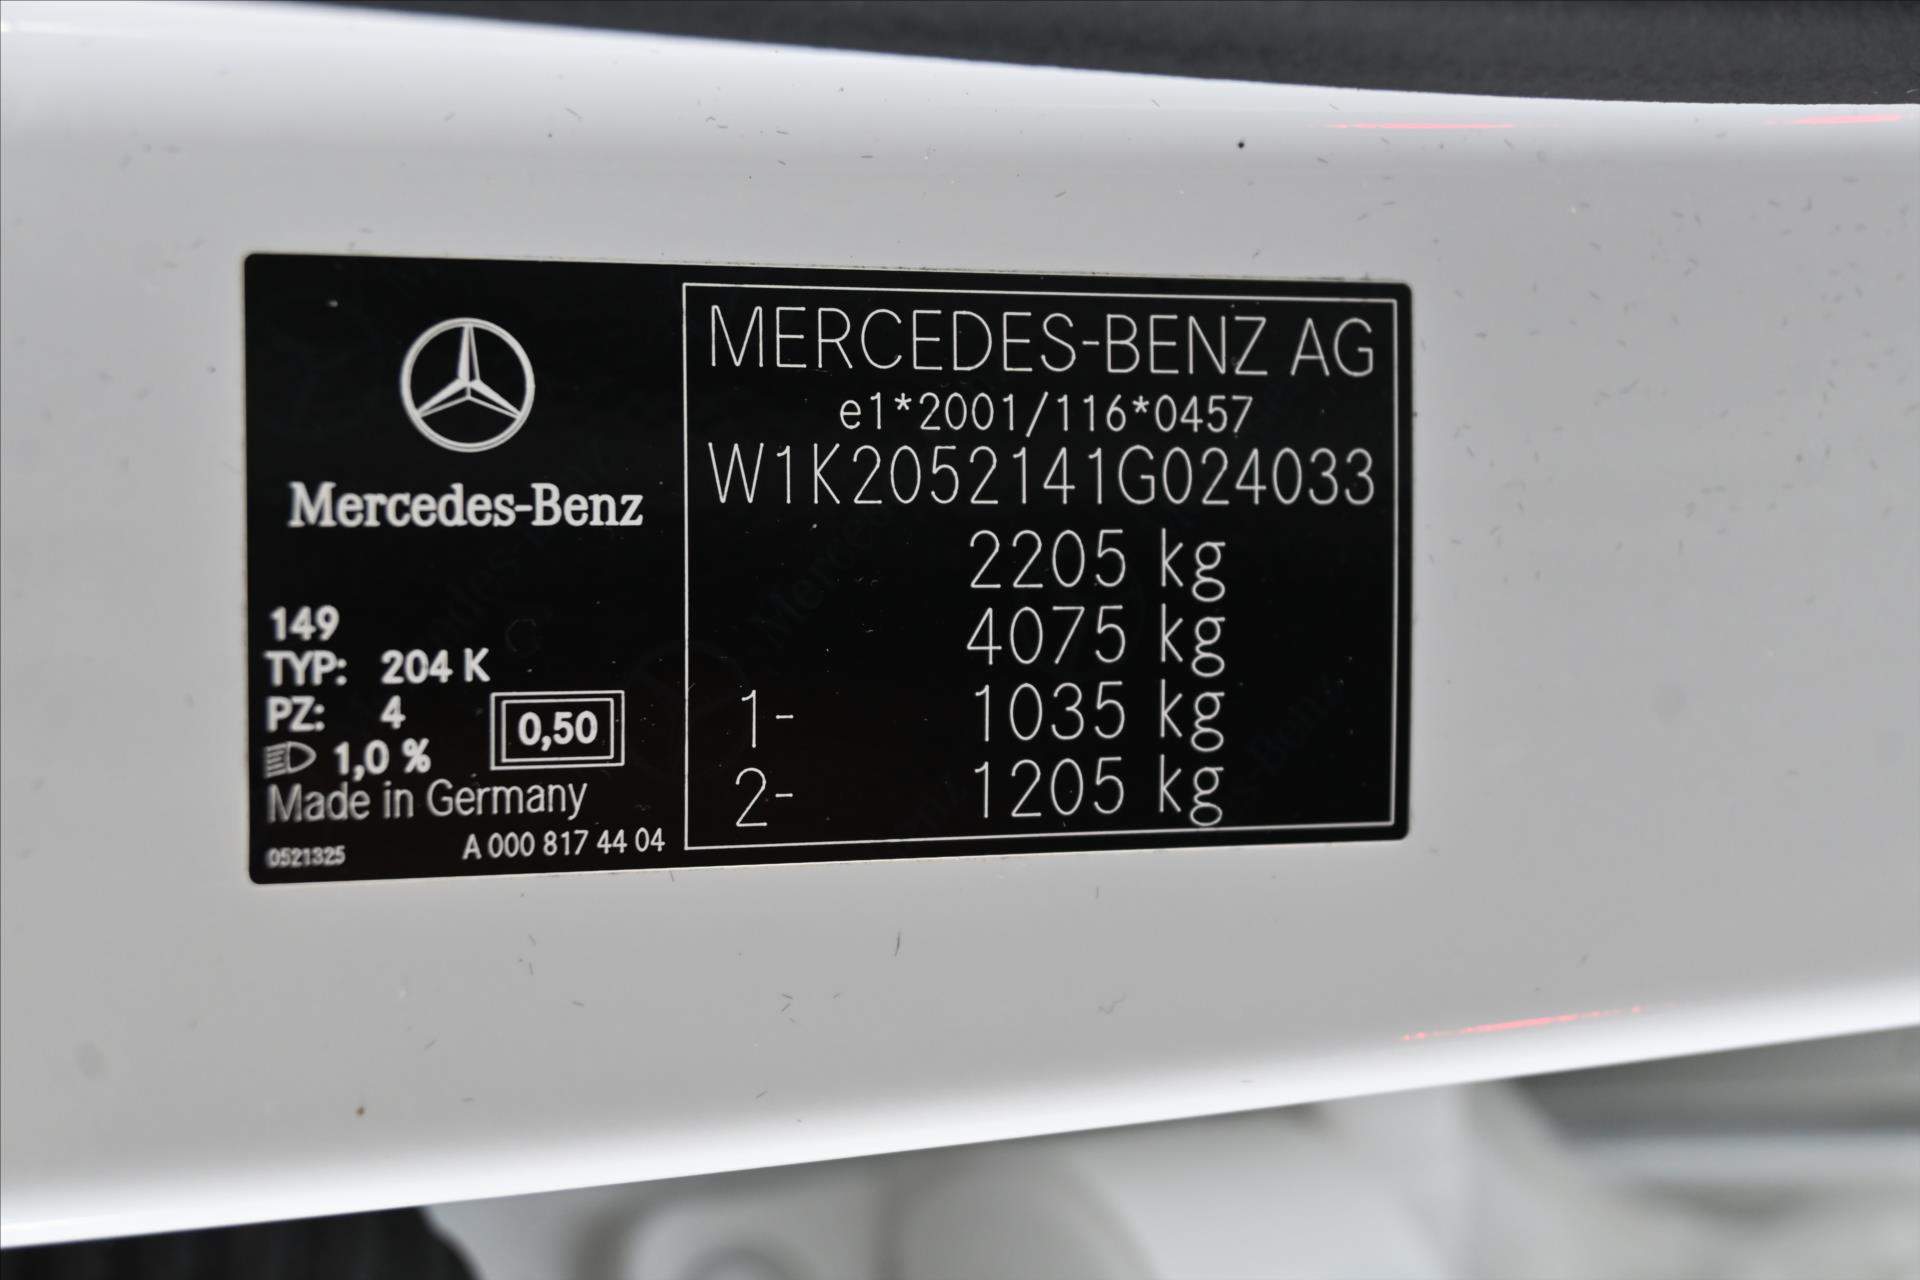 Mercedes-Benz
149
TYP: 204 K
PZ: 4
0,50
1,0 %
Made in Germany
0521325 A 000 817 44 04
MERCEDES-BENZ AG
e1*2001/116*0457
W1K2052141G024033
2205 kg
4075 kg
1- 1035 kg
2- 1205 kg